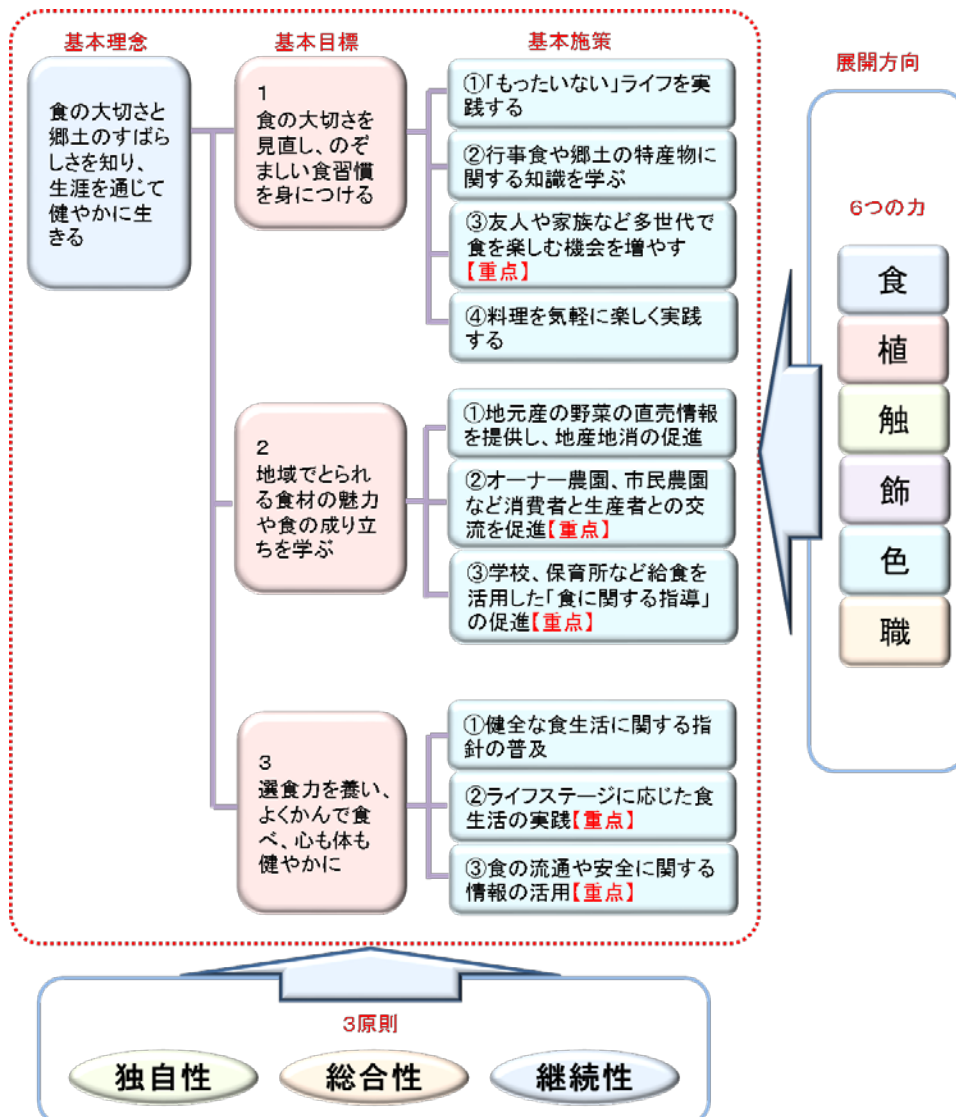 基本理念
食の大切さと
郷土のすばら
しさを知り、
生涯を通じて
健やかに生
きる
基本目標
1
食の大切さを
見直し、のぞ
ましい食習慣
を身につける
基本施策
①「もったいない」ライフを実
践する
②行事食や郷土の特産物に
関する知識を学ぶ
③友人や家族など多世代で
食を楽しむ機会を増やす
【重点】
④料理を気軽に楽しく実践
する
2
地域でとられ
る食材の魅力
や食の成り立
ちを学ぶ
①地元産の野菜の直売情報
を提供し、地産地消の促進
②オーナー農園、市民農園
など消費者と生産者との交
流を促進【重点】
③学校、保育所など給食を
活用した「食に関する指導」
の促進【重点】
3
選食力を養い、
よくかんで食
べ、心も体も
健やかに
①健全な食生活に関する指
針の普及
②ライフステージに応じた食
生活の実践【重点】
③食の流通や安全に関する
情報の活用【重点】
展開方向
6つの力
食
植
触
飾
色
職
3原則
独自性
総合性
継続性